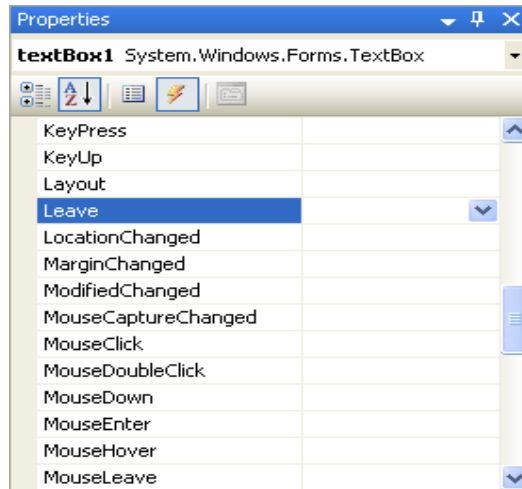 Properties
textBox1 System.Windows.Forms.TextBox
A
Z
KeyPress
KeyUp
Layout
Leave
LocationChanged
MarginChanged
ModifiedChanged
MouseCaptureChanged
MouseClick
MouseDoubleClick
MouseDown
MouseEnter
MouseHover
MouseLeave